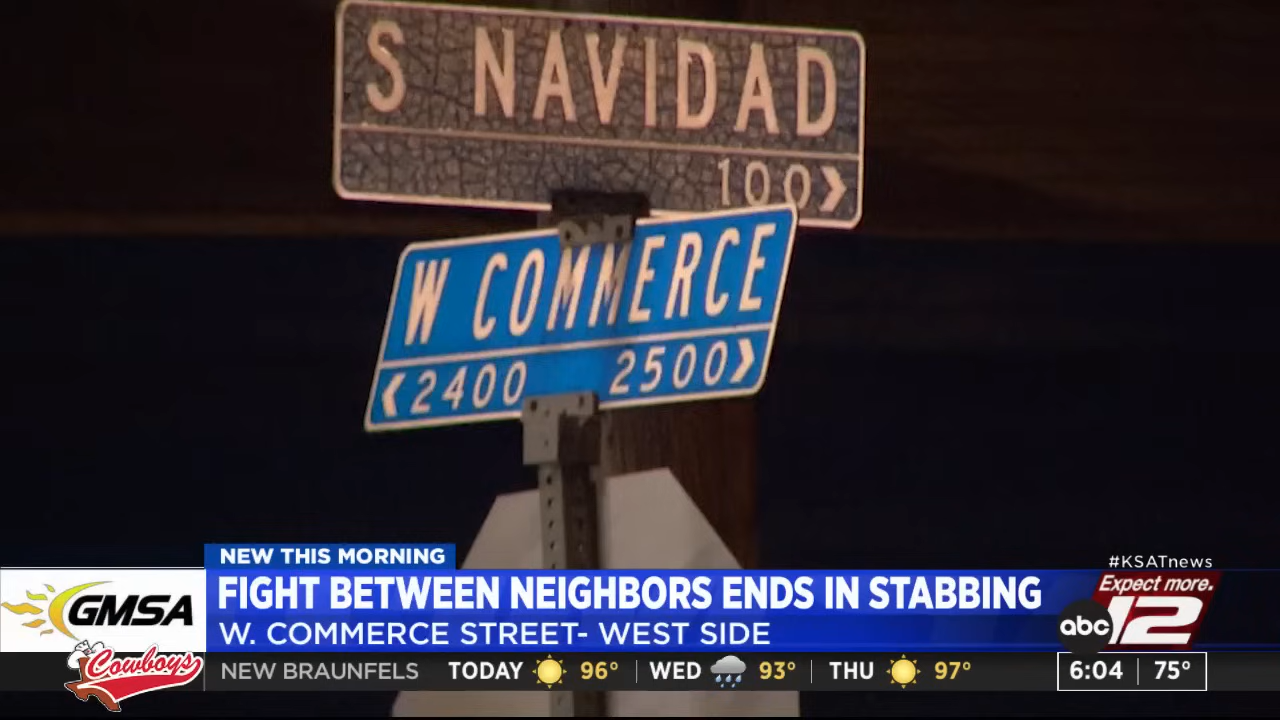 S NAVIDAD
100
W COMMERCE
2400 2500
NEW THIS MORNING
#KSATnews
FIGHT BETWEEN NEIGHBORS ENDS IN STABBING
Expect more.
GMSA
abc 12
W. COMMERCE STREET- WEST SIDE
Cowboys
NEW BRAUNFELS TODAY 96° WED 93° THU 97°
6:04 75°